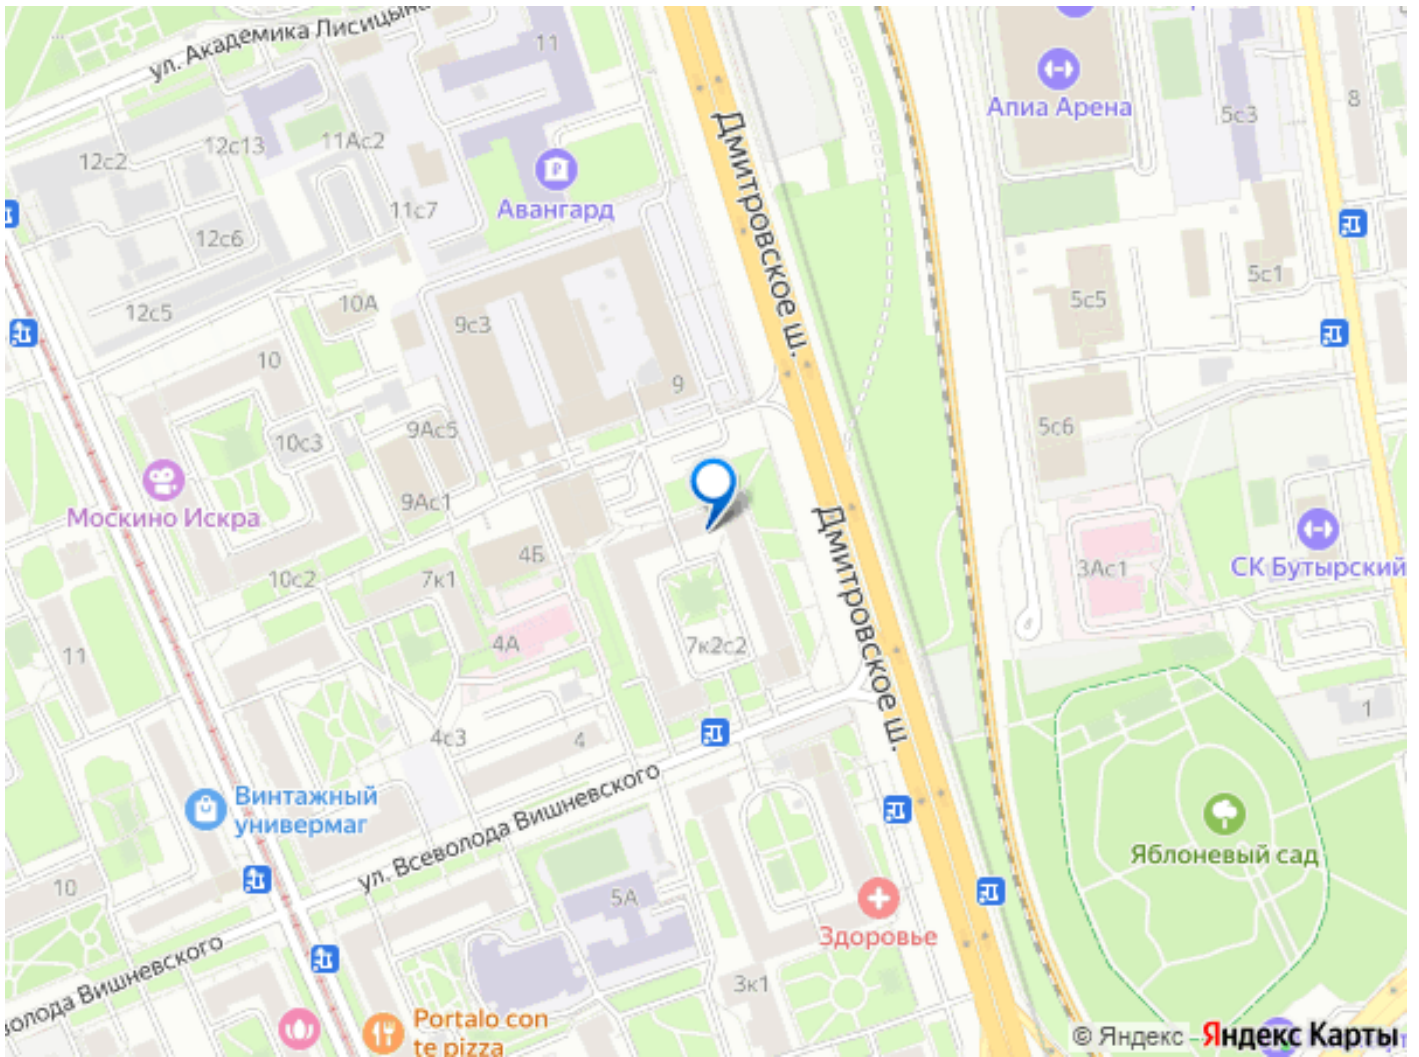 ул. Академика Лисицына
11
8
Апиа Арена
5с3
12с2
12с13
11Ас2
Дмитровское ш.
Авангард
11с7
12с6
5с1
10А
5с5
12с5
9с3
10
9
5с6
9Ас5
10с3
9Ас1
Москино Искра
4Б
Дмитровское ш.
СК Бутырский
3Ас1
10с2
7к1
4А
7к2с2
11
1
4с3
4
ул. Всеволода Вишневского
Винтажный
универмаг
Яблоневый сад
10
5А
Здоровье
волода Вишневского
3к1
Portalo con
te pizza
© Яндекс
Яндекс Карты